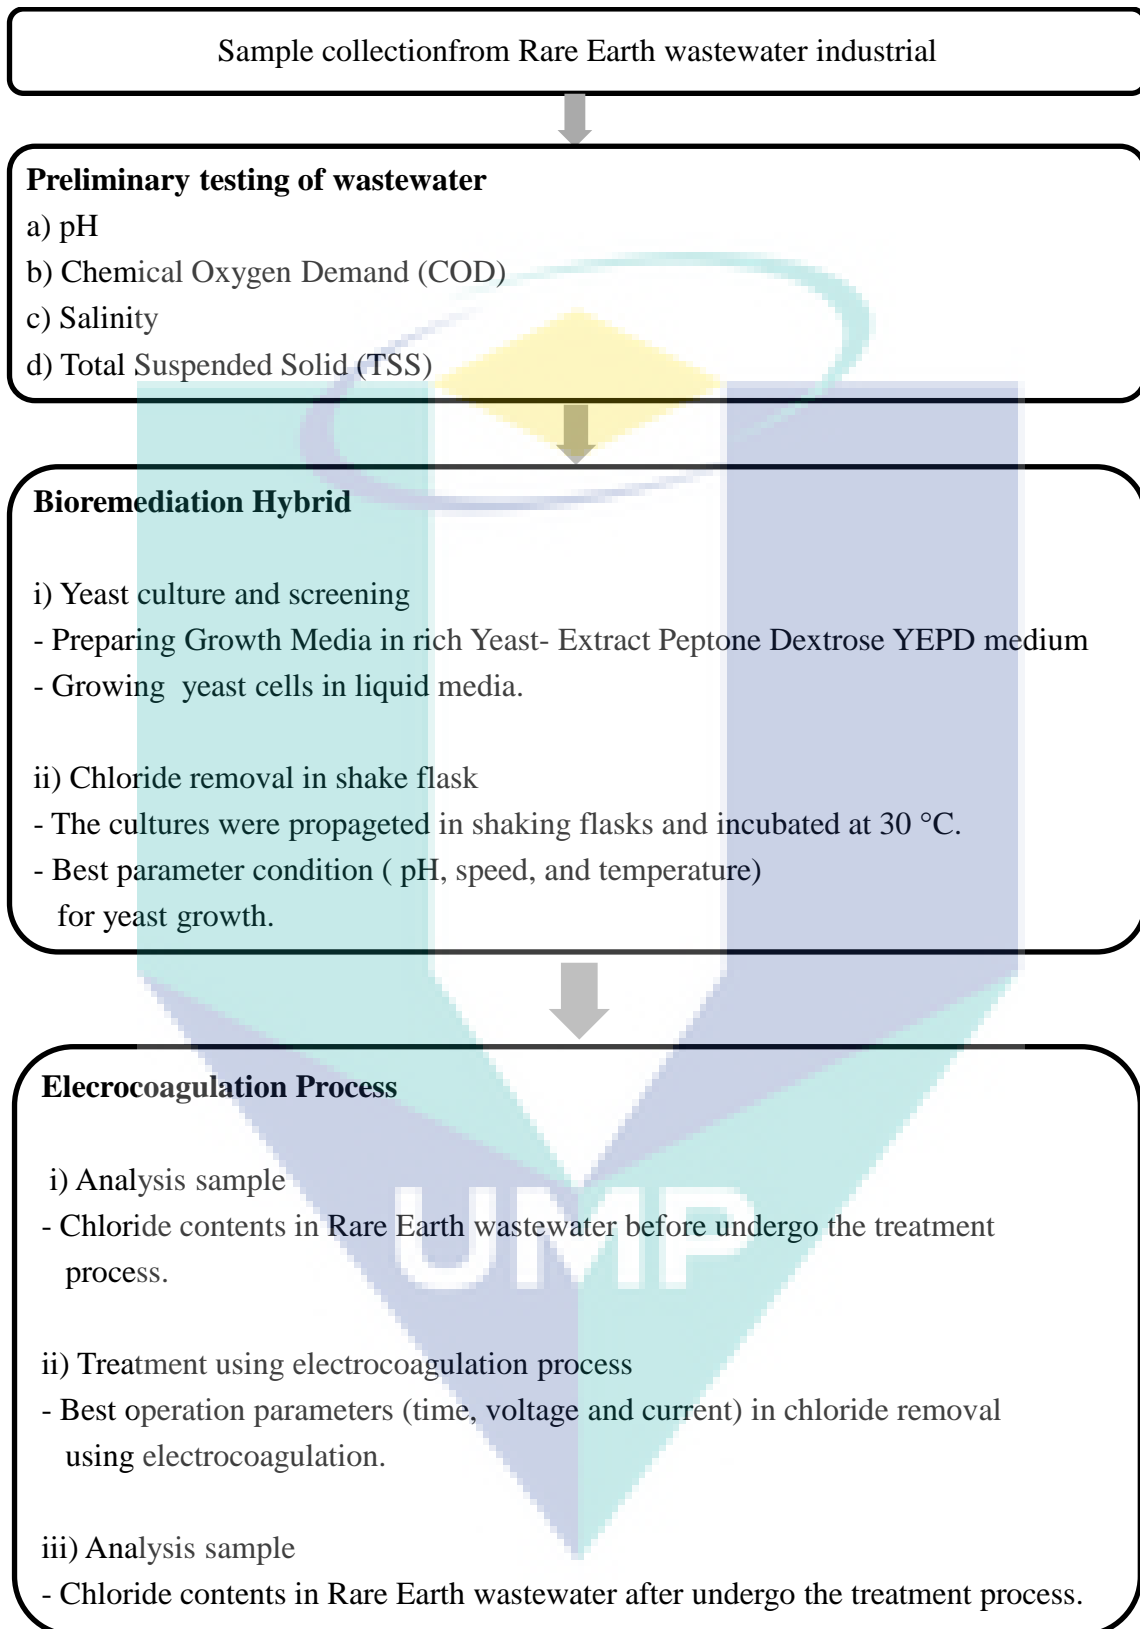 Sample collectionfrom Rare Earth wastewater industrial
Preliminary testing of wastewater
a) pH
b) Chemical Oxygen Demand (COD)
c) Salinity
d) Total Suspended Solid (TSS)
Bioremediation Hybrid
i) Yeast culture and screening
- Preparing Growth Media in rich Yeast- Extract Peptone Dextrose YEPD medium
- Growing  yeast cells in liquid media.
ii) Chloride removal in shake flask
- The cultures were propageted in shaking flasks and incubated at 30 °C.
- Best parameter condition ( pH, speed, and temperature)
for yeast growth.
Elecrocoagulation Process
i) Analysis sample
- Chloride contents in Rare Earth wastewater before undergo the treatment
process.
UMP
ii) Treatment using electrocoagulation process
- Best operation parameters (time, voltage and current) in chloride removal
using electrocoagulation.
iii) Analysis sample
- Chloride contents in Rare Earth wastewater after undergo the treatment process.